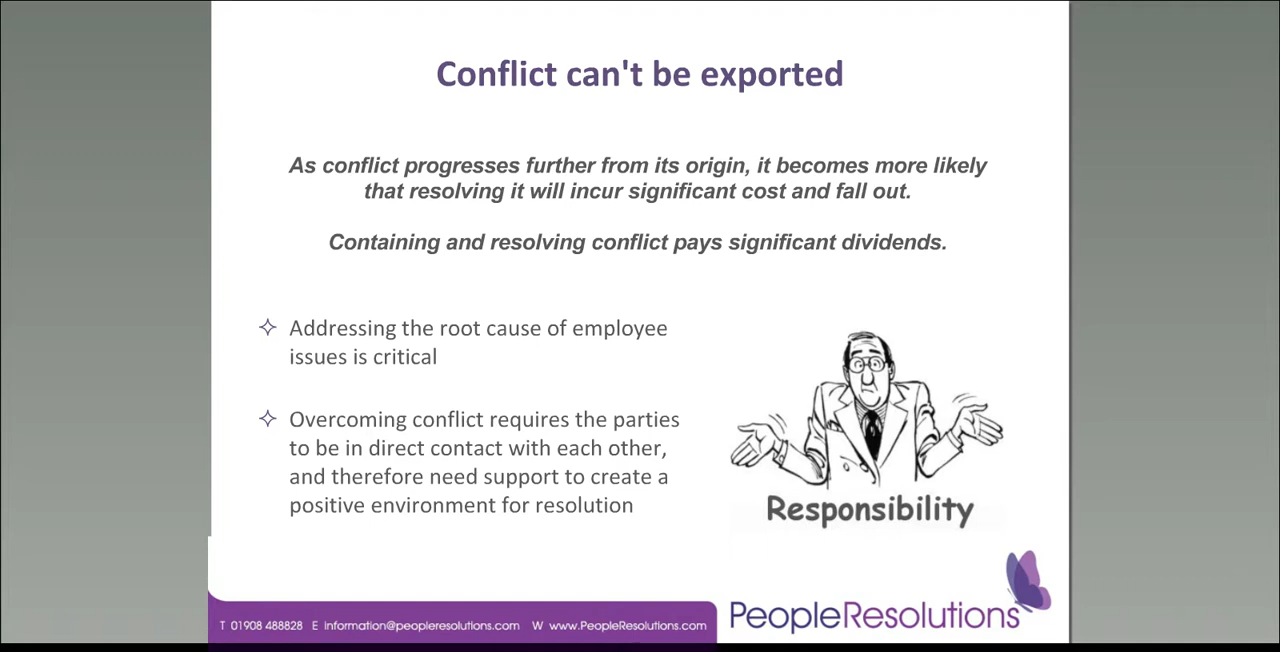 Conflict can't be exported
As conflict progresses further from its origin, it becomes more likely
that resolving it will incur significant cost and fall out.
Containing and resolving conflict pays significant dividends.
Addressing the root cause of employee
issues is critical
Overcoming conflict requires the parties
to be in direct contact with each other,
and therefore need support to create a
positive environment for resolution
Responsibility
T 01908 488828 E information@peopleresolutions.com W www.PeopleResolutions.com
PeopleResolutions